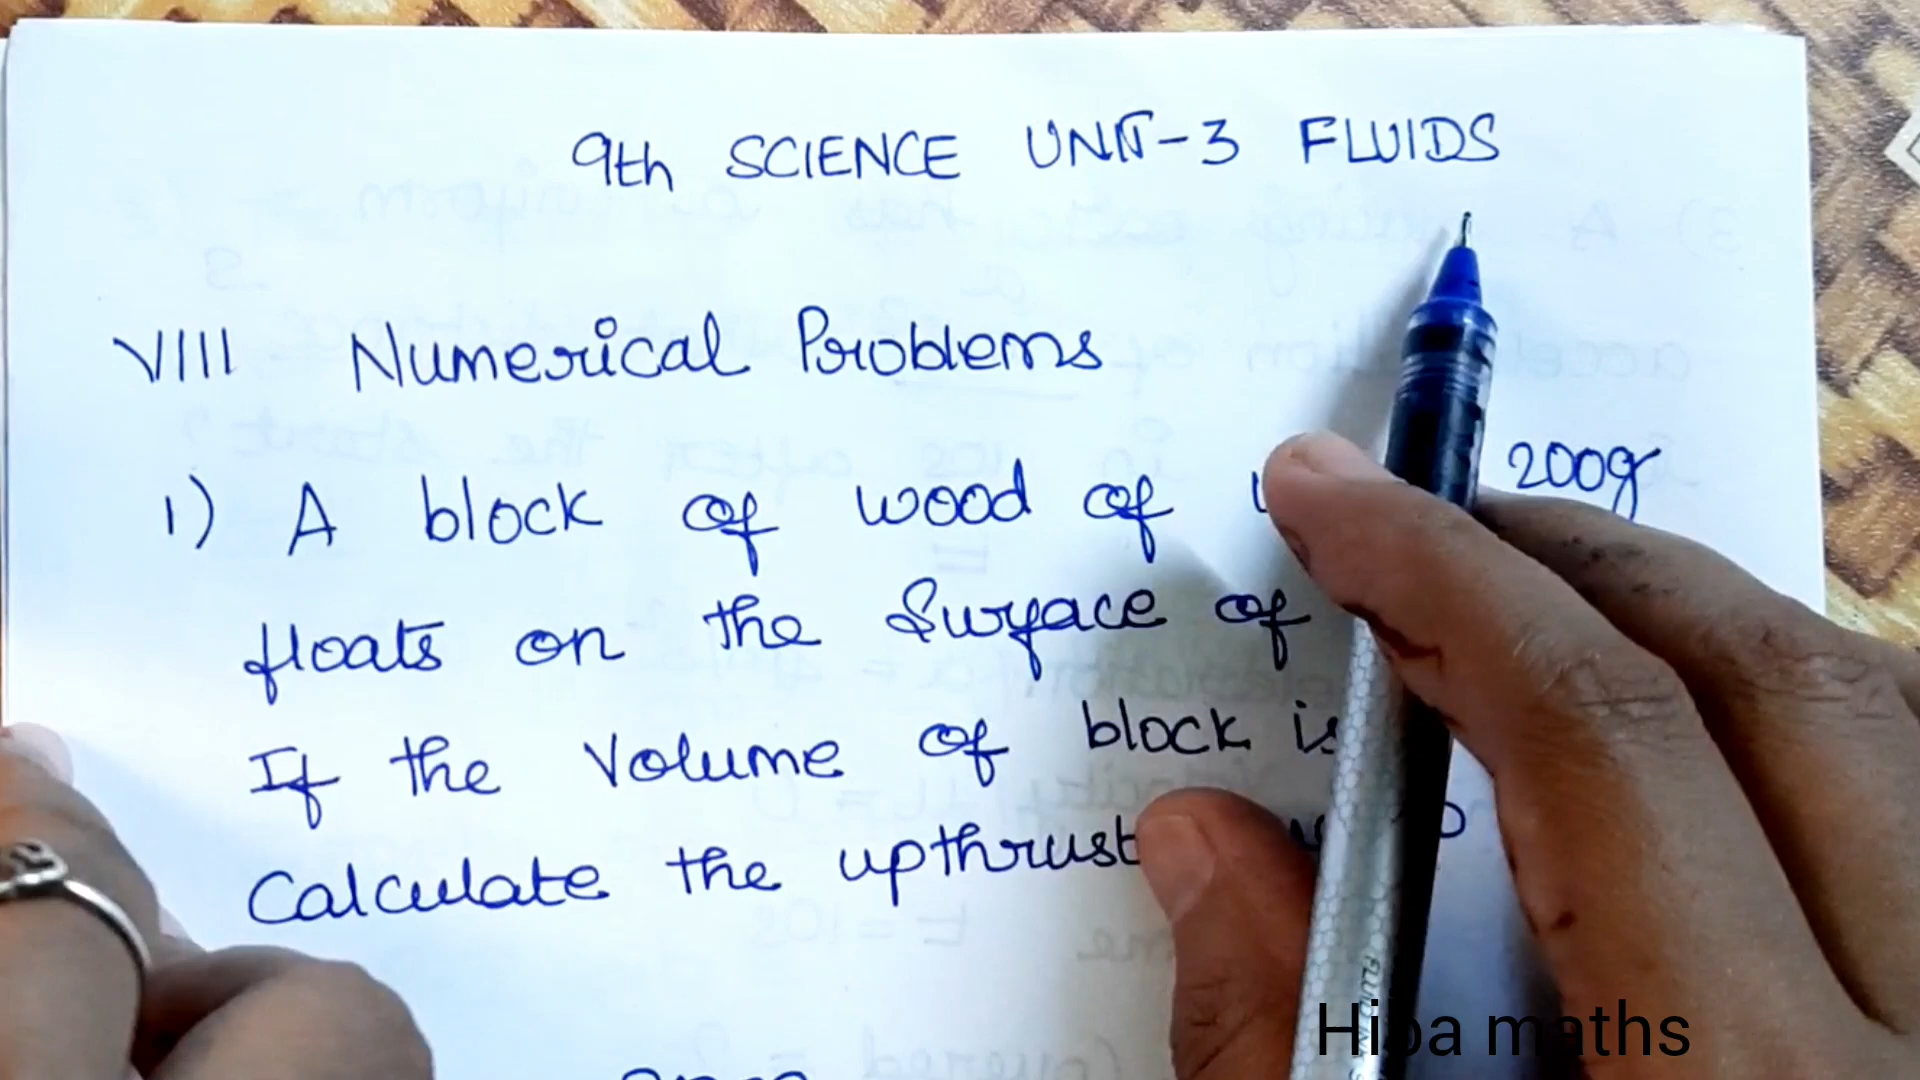 9th SCIENCE UNIT-3 FLUIDS
VIII Numerical Problems
1) A block of wood of 200g
floats on the Surface of
If the Volume of block is
Calculate the upthrust
Hiba maths